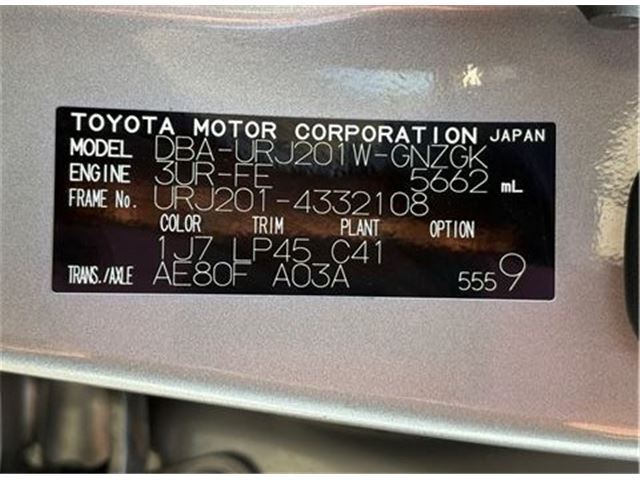 TOYOTA MOTOR CORPORATION JAPAN
MODEL DBA-URJ201W-GNZGK
ENGINE 3UR-FE 5662 mL
FRAME No. URJ201-4332108
COLOR TRIM PLANT OPTION
1J7 LP45 C41
TRANS./AXLE AE80F A03A 5559